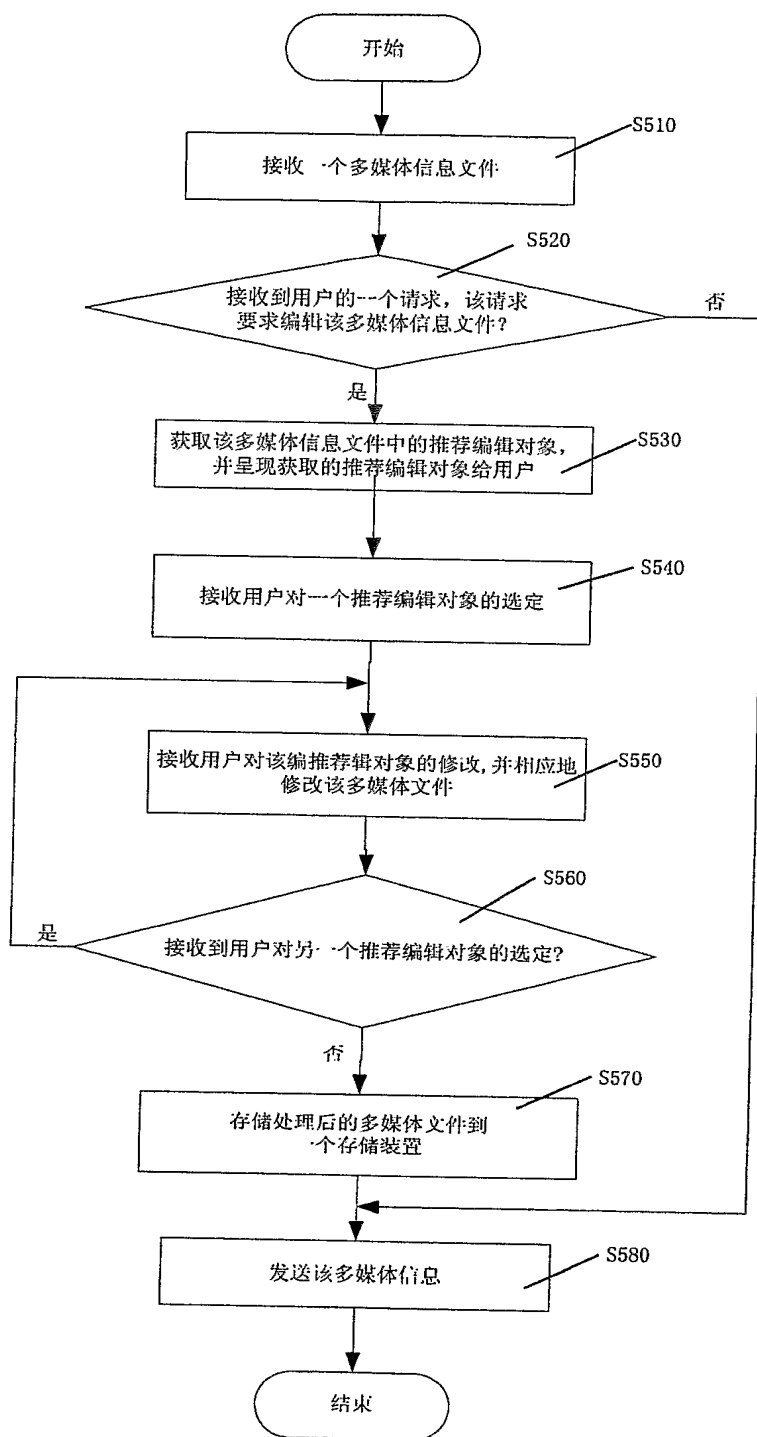 开始
S510
接收一个多媒体信息文件
S520
接收到用户的一个请求，该请求
要求编辑该多媒体信息文件？
否
是
获取该多媒体信息文件中的推荐编辑对象，
并呈现获取的推荐编辑对象给用户
S530
S540
接收用户对一个推荐编辑对象的选定
接收用户对该编推荐辑对象的修改,并相应地
修改该多媒体文件
S550
S560
是
接收到用户对另一个推荐编辑对象的选定？
否
S570
存储处理后的多媒体文件到
一个存储装置
S580
发送该多媒体信息
结束